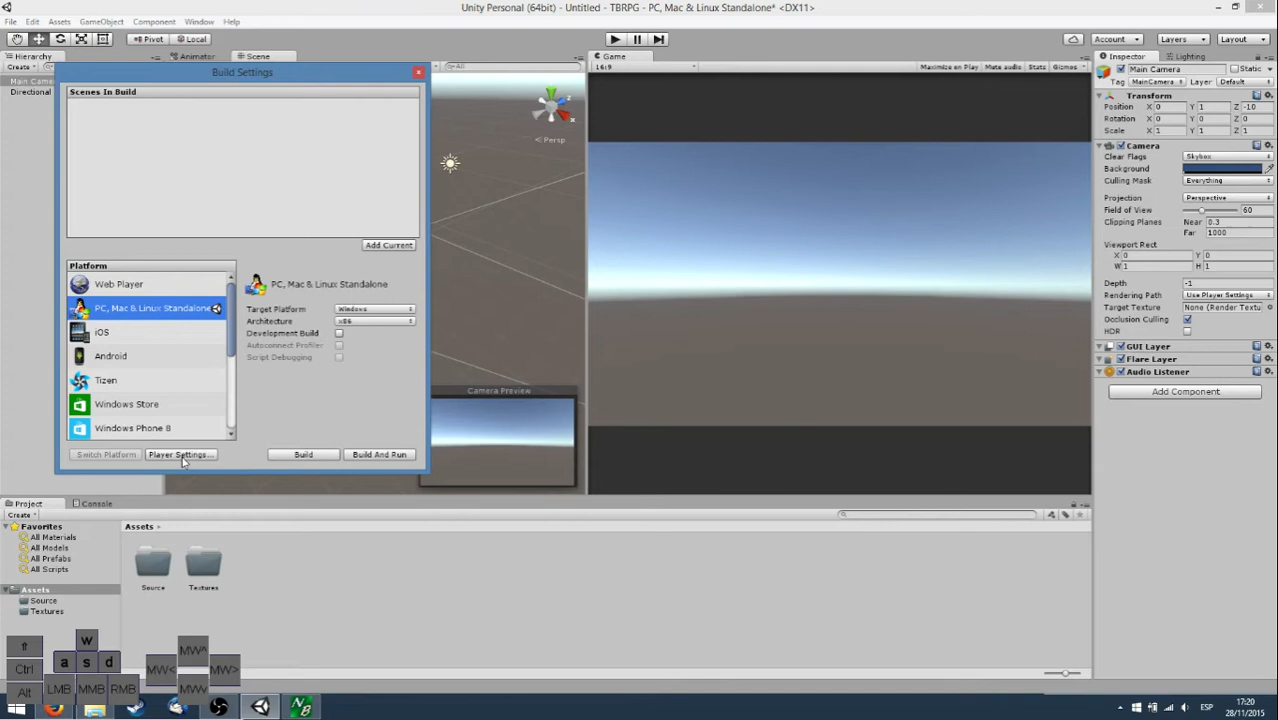 Unity Personal (64bit) - Untitled - TBRPG - PC, Mac & Linux Standalone* <DX11>
File Edit Assets GameObject Component Window Help
Pivot Local Account Layers Layout
Hierarchy Animator Scene Game Inspector Lighting
Create All 16:9 Maximize on Play Mute audio Stats Gizmos
Main Came
Directional
Build Settings
Scenes In Build
Add Current
Platform
Web Player
PC, Mac & Linux Standalone
iOS
Android
Tizen
Windows Store
Windows Phone 8
PC, Mac & Linux Standalone
Target Platform Windows
Architecture x86
Development Build
Autoconnect Profiler
Script Debugging
Switch Platform Player Settings... Build Build And Run
z
x
< Persp
Camera Preview
Main Camera Static
Tag MainCamera Layer Default
Transform
Position X 0 Y 1 Z -10
Rotation X 0 Y 0 Z 0
Scale X 1 Y 1 Z 1
Camera
Clear Flags Skybox
Background
Culling Mask Everything
Projection Perspective
Field of View 60
Clipping Planes Near 0.3
Far 1000
Viewport Rect
X 0 Y 0
W 1 H 1
Depth -1
Rendering Path Use Player Settings
Target Texture None (Render Textu
Occlusion Culling
HDR
GUI Layer
Flare Layer
Audio Listener
Add Component
Project Console
Create
Favorites
All Materials
All Models
All Prefabs
All Scripts
Assets
Source
Textures
Assets
Source Textures
w
a s d
Ctrl
Alt LMB MMB RMB
MW^
MW< MW>
MWv
NB
ESP
17:20
28/11/2015